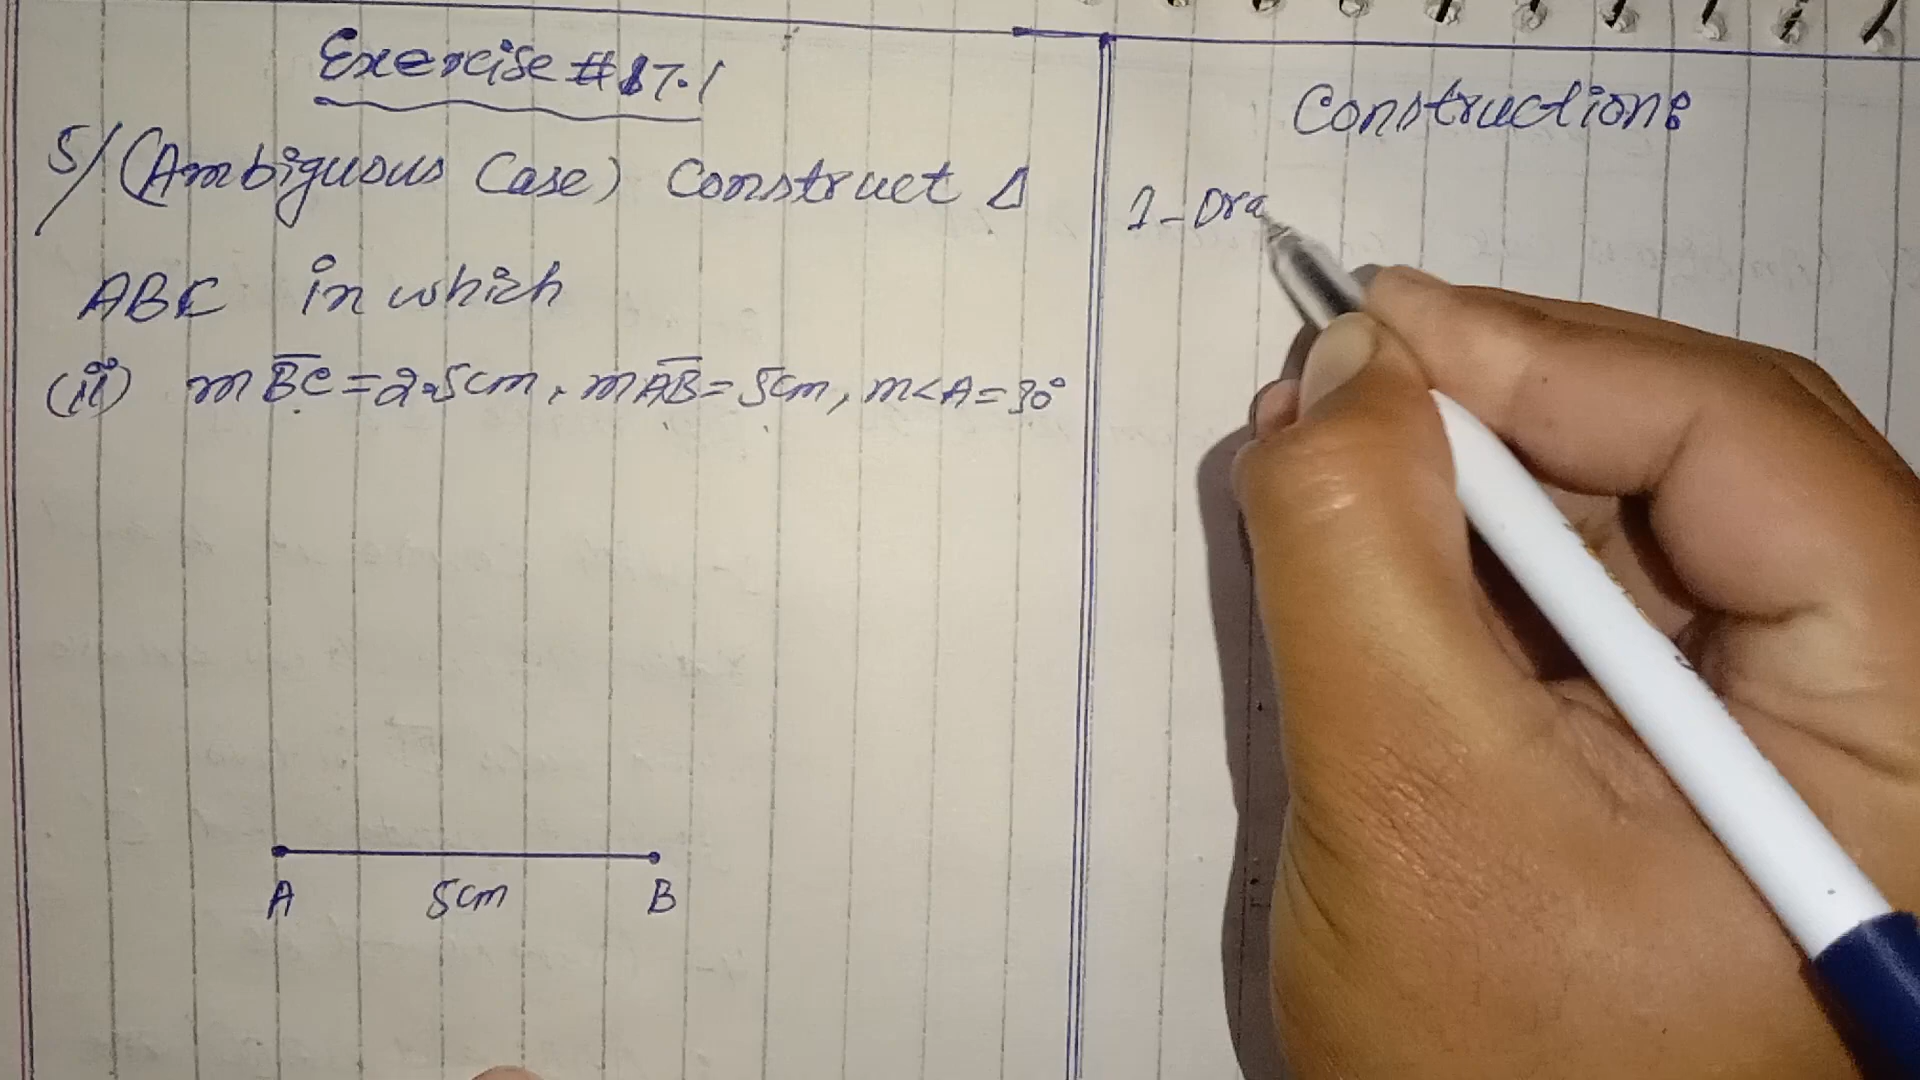 Exercise #17.1
5/ (Ambiguous Case) Construct Δ
ABC in which
(ii) mBC = 2.5cm, mAB = 5cm, m<A = 30°
A 5cm B
Construction:
1- Dra